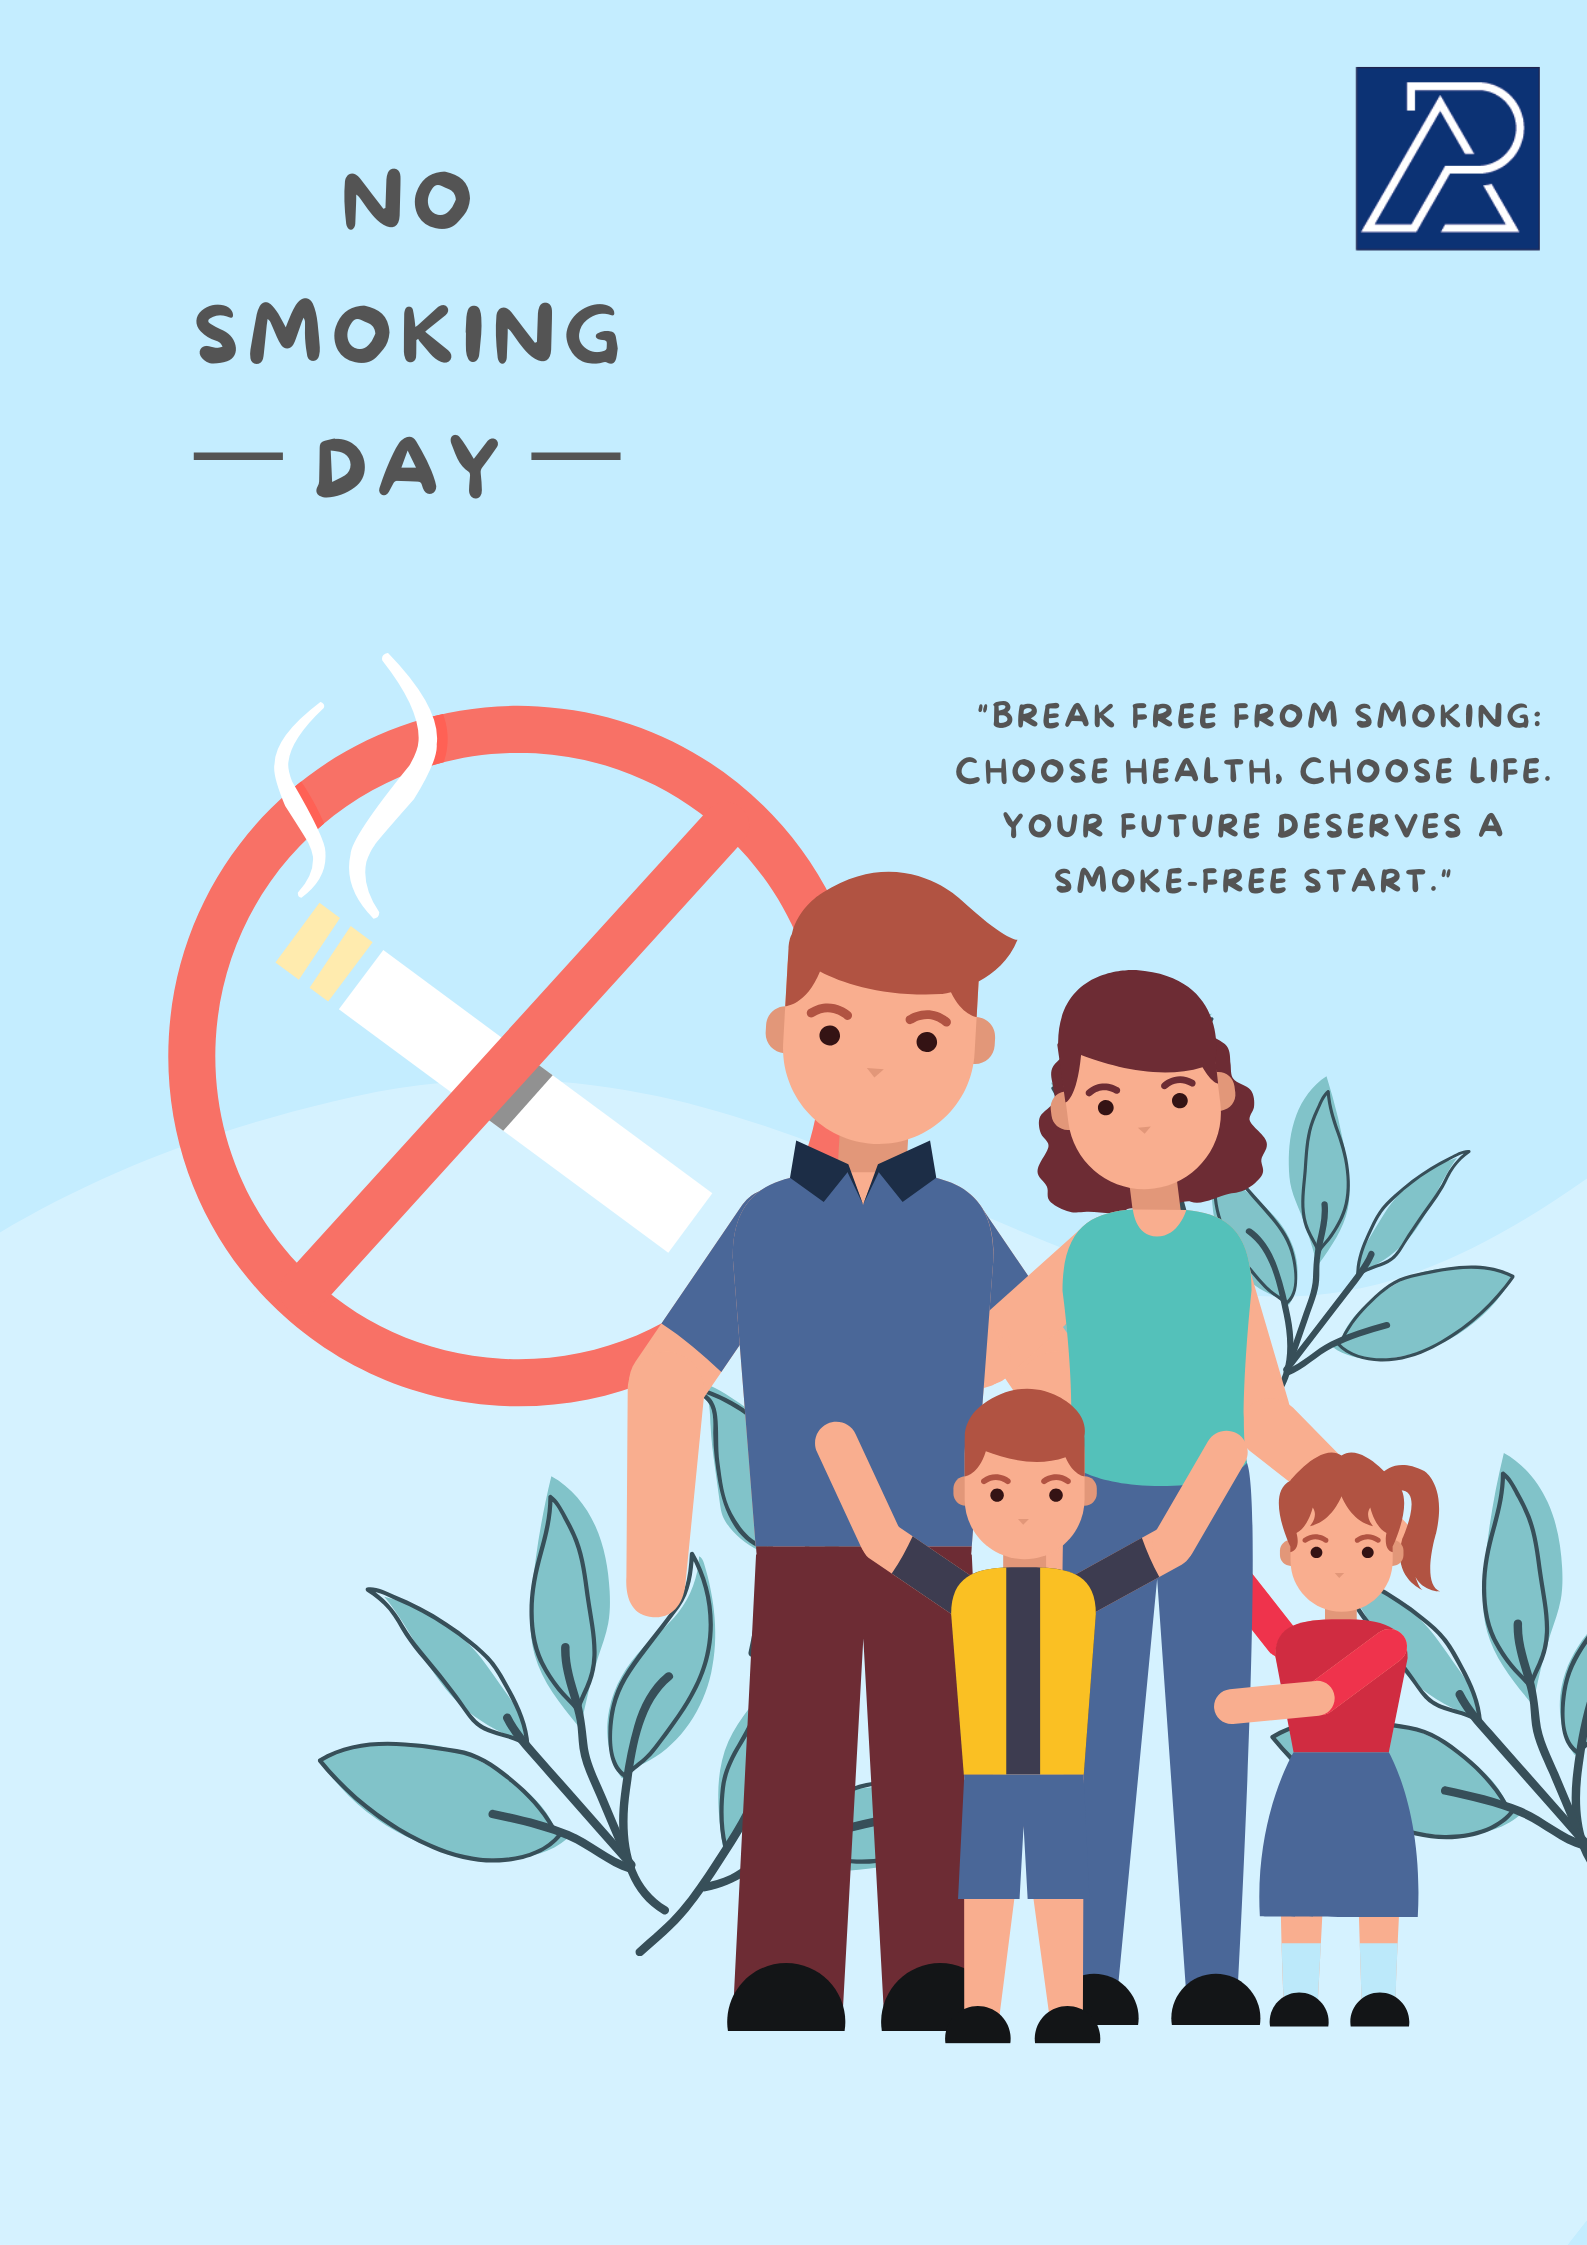 NO
SMOKING
DAY
"BREAK FREE FROM SMOKING:
CHOOSE HEALTH, CHOOSE LIFE.
YOUR FUTURE DESERVES A
SMOKE-FREE START."